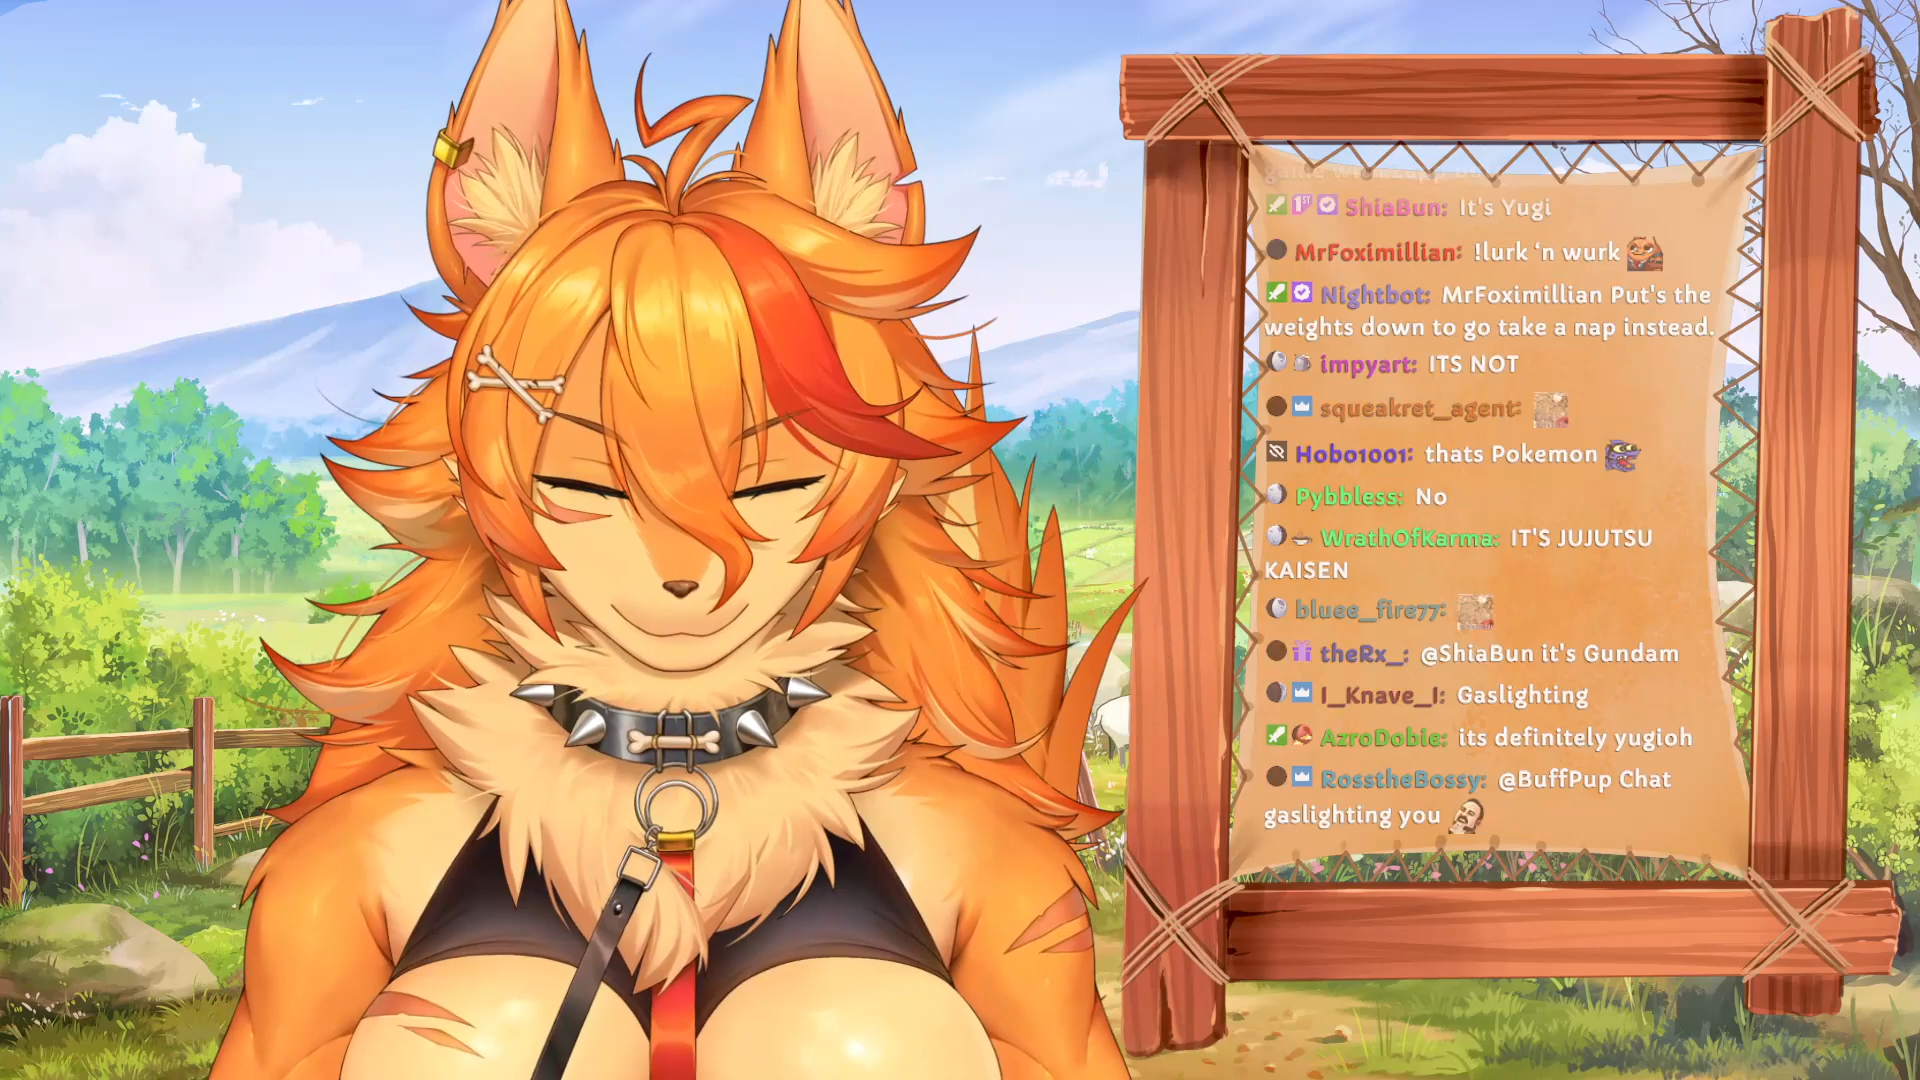 ShiaBun: It's Yugi
MrFoximillian: !lurk ‘n wurk
Nightbot: MrFoximillian Put's the
weights down to go take a nap instead.
impyart: ITS NOT
squeakret_agent:
Hobo1001: thats Pokemon
Pybbless: No
WrathOfKarma: IT'S JUJUTSU
KAISEN
bluee_fire77:
theRx_: @ShiaBun it's Gundam
I_Knave_I: Gaslighting
AzroDobie: its definitely yugioh
RosstheBossy: @BuffPup Chat
gaslighting you